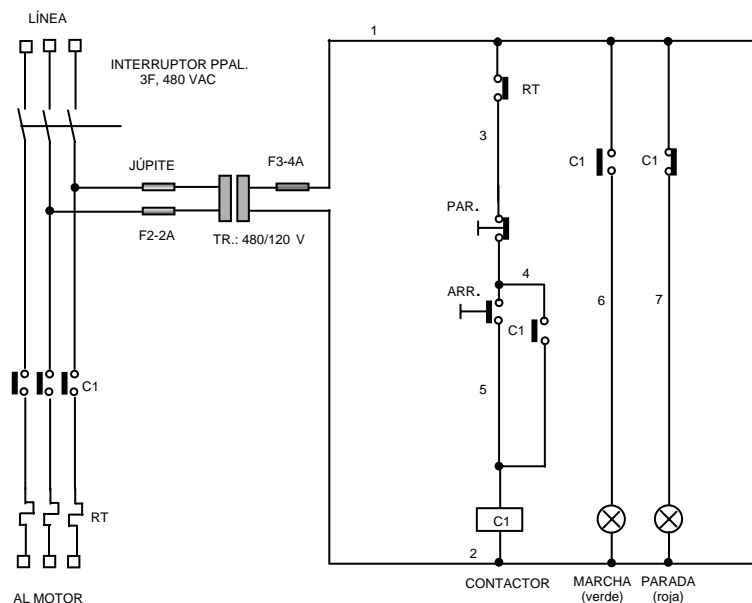 LÍNEA
INTERRUPTOR PPAL.
3F, 480 VAC
JÚPITE
F3-4A
F2-2A
TR.: 480/120 V
C1
RT
AL MOTOR
1
RT
3
PAR.
4
ARR.
C1
5
C1
2
CONTACTOR
C1
6
MARCHA
(verde)
C1
7
PARADA
(roja)